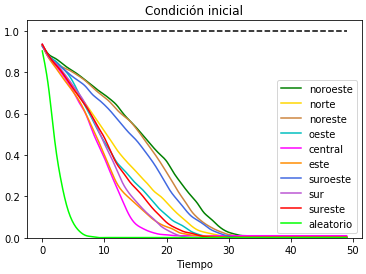 Condición inicial
1.0
0.8
0.6
0.4
0.2
0.0
noroeste
norte
noreste
oeste
central
este
suroeste
sur
sureste
aleatorio
0 10 20 30 40 50
Tiempo